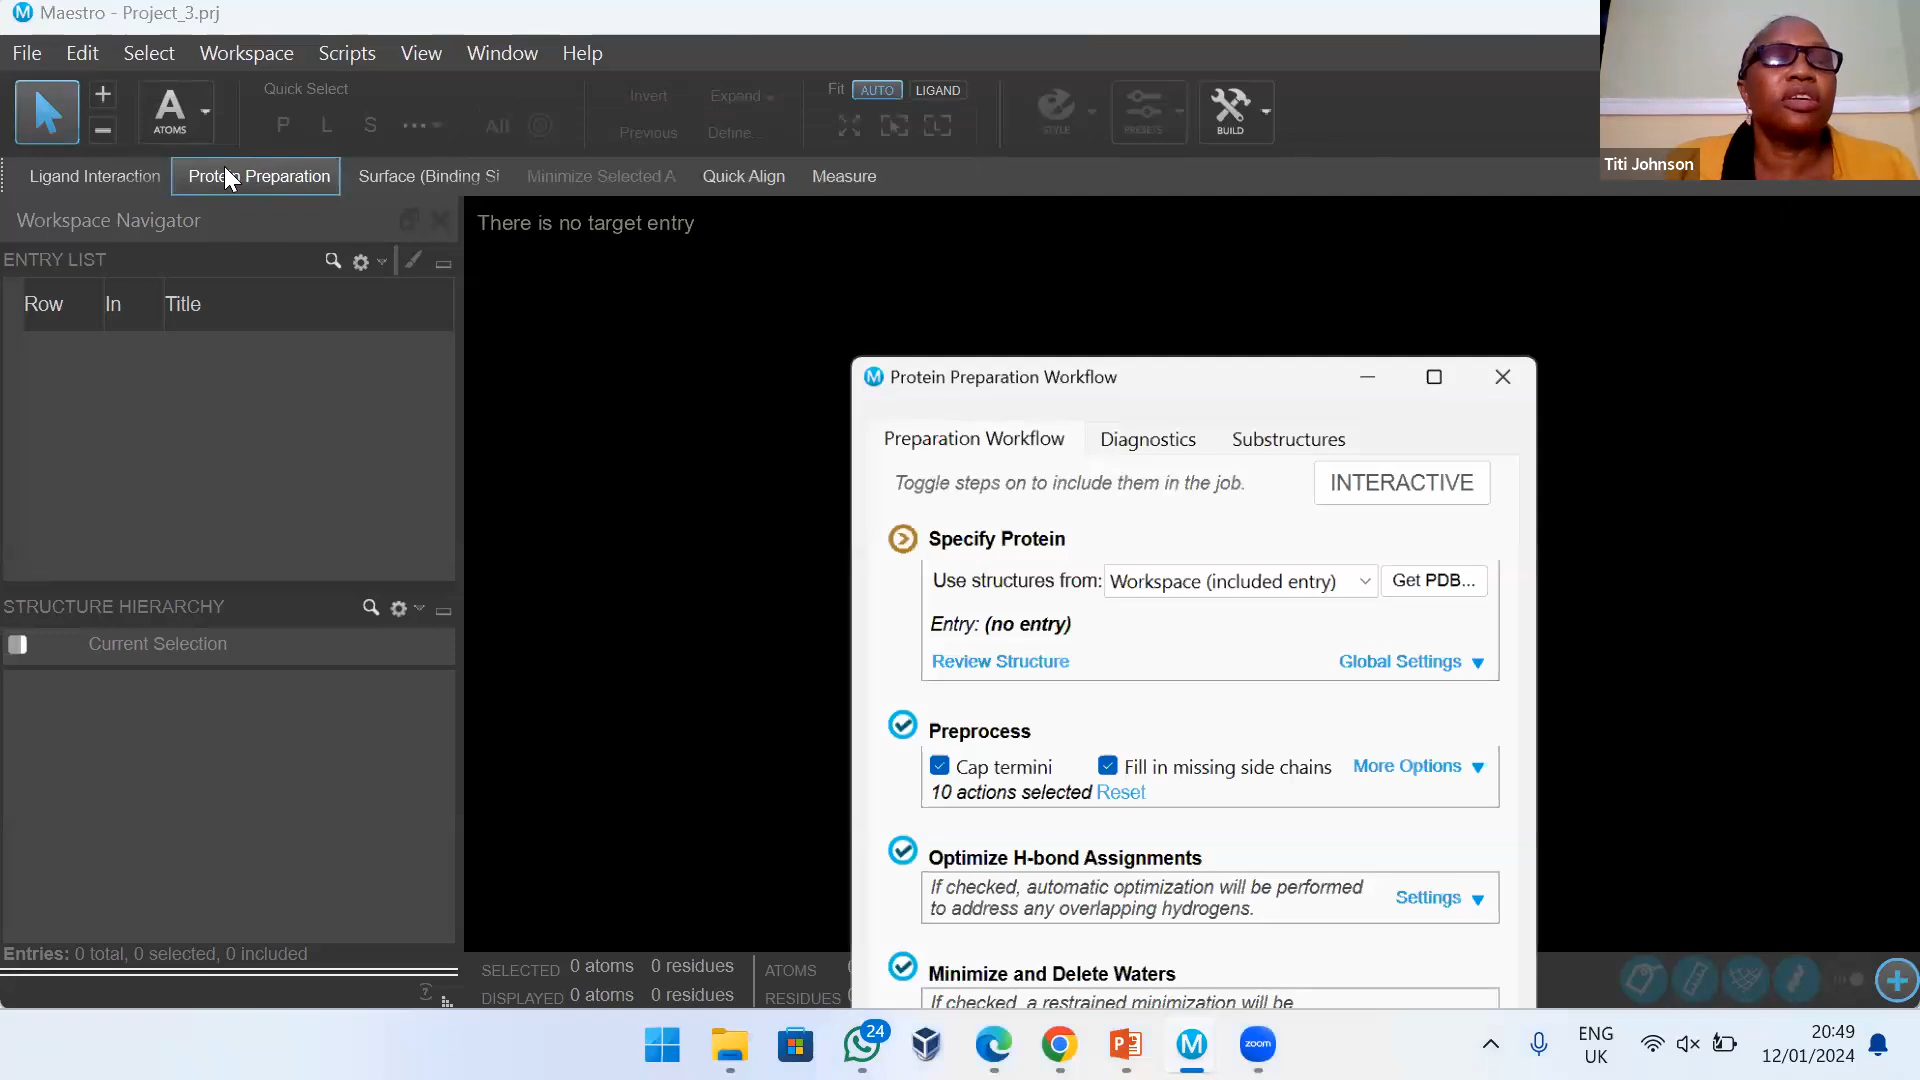 Maestro - Project_3.prj
File Edit Select Workspace Scripts View Window Help
Quick Select
Invert Expand
Fit AUTO LIGAND
A
ATOMS
P L S ... All
Previous Define...
STYLE PRESETS BUILD
Titi Johnson
Ligand Interaction Protein Preparation Surface (Binding Si Minimize Selected A Quick Align Measure
Workspace Navigator
There is no target entry
ENTRY LIST
Row In Title
Protein Preparation Workflow
Preparation Workflow Diagnostics Substructures
Toggle steps on to include them in the job. INTERACTIVE
Specify Protein
Use structures from: Workspace (included entry) Get PDB...
Entry: (no entry)
Review Structure Global Settings
Preprocess
Cap termini Fill in missing side chains More Options
10 actions selected Reset
Optimize H-bond Assignments
If checked, automatic optimization will be performed
to address any overlapping hydrogens. Settings
Minimize and Delete Waters
If checked, a restrained minimization will be
STRUCTURE HIERARCHY
Current Selection
Entries: 0 total, 0 selected, 0 included
SELECTED 0 atoms 0 residues ATOMS
DISPLAYED 0 atoms 0 residues RESIDUES
24
zoom
ENG
UK
20:49
12/01/2024